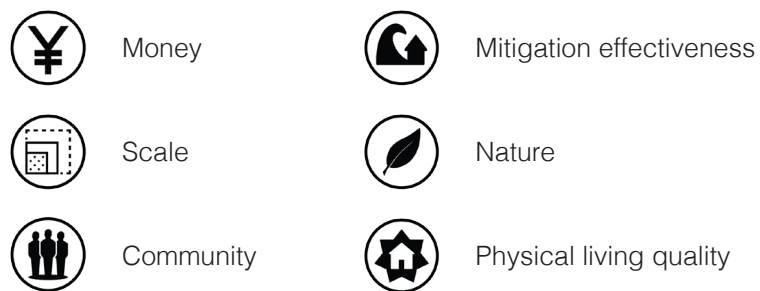 ¥ Money
Mitigation effectiveness
Scale
Nature
Community
Physical living quality